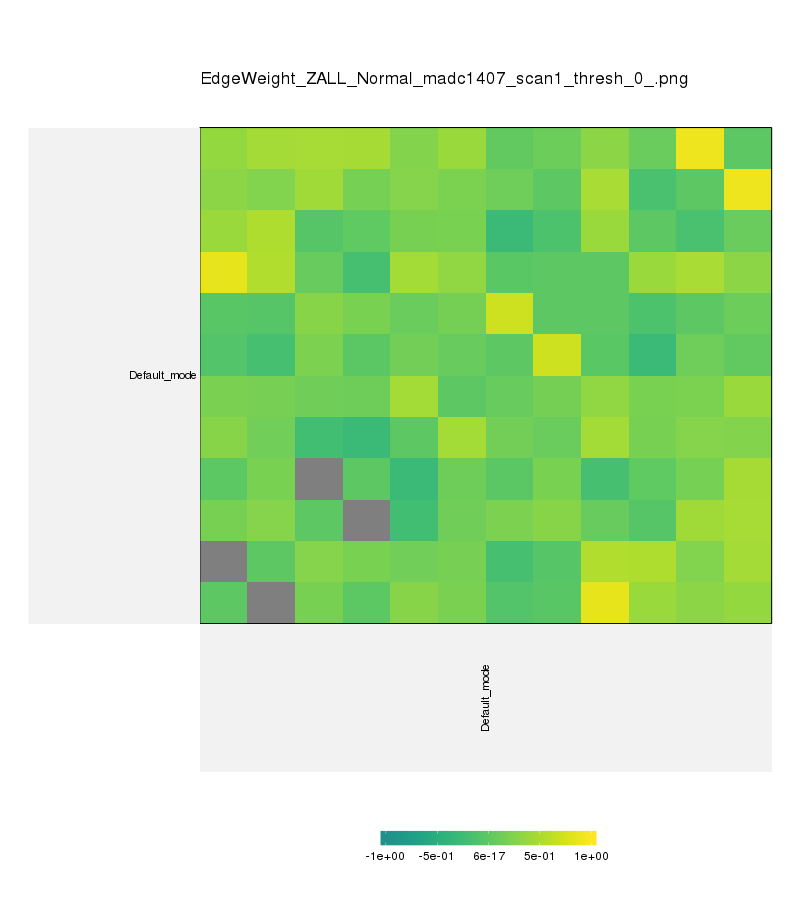 EdgeWeight_ZALL_Normal_madc1407_scan1_thresh_0_.png
Default_mode
Default_mode
-1e+00 -5e-01 6e-17 5e-01 1e+00